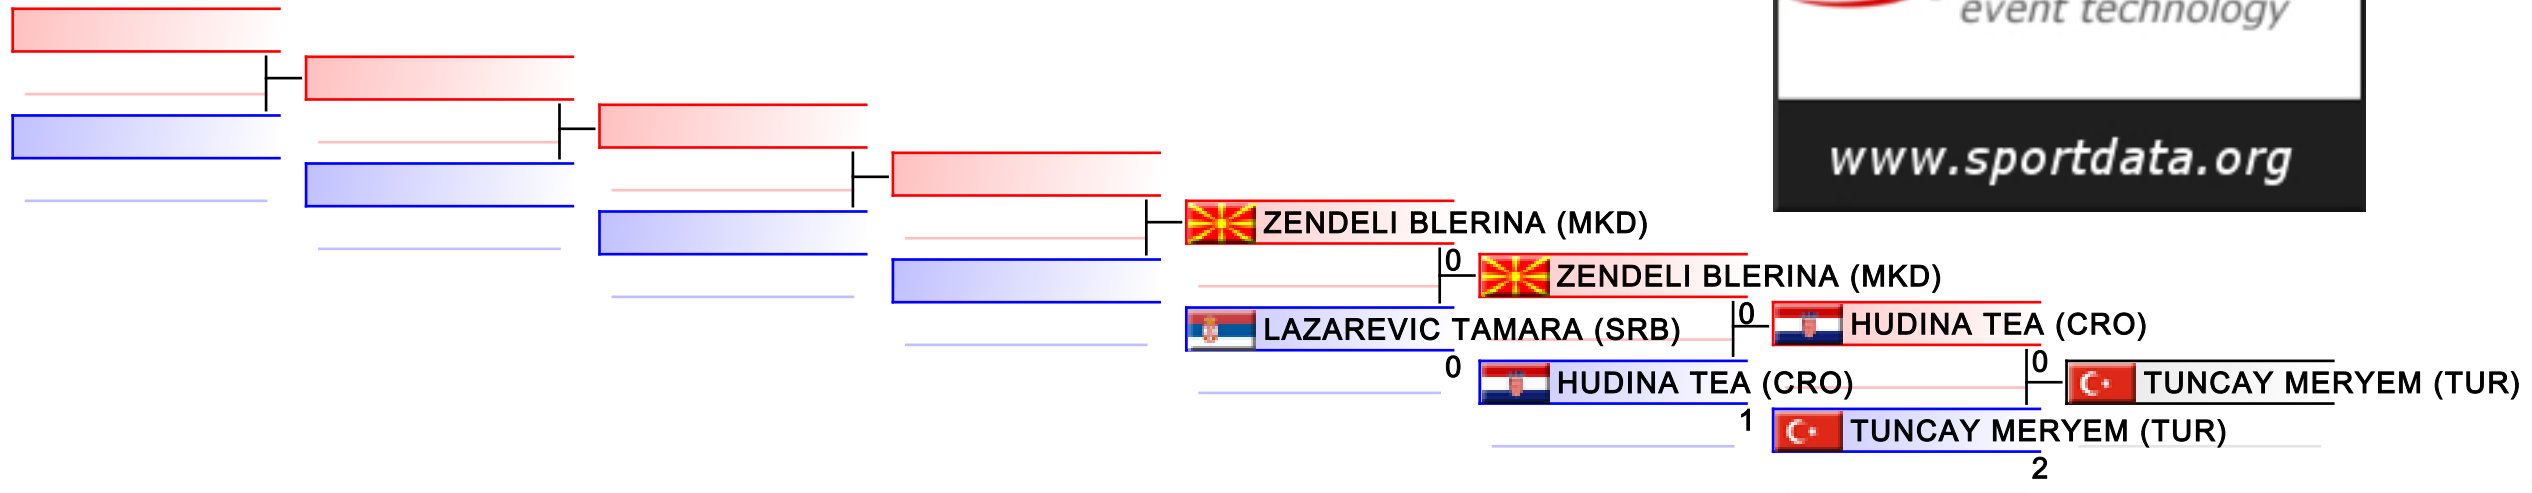 event technology
www.sportdata.org
ZENDELI BLERINA (MKD)
0
ZENDELI BLERINA (MKD)
LAZAREVIC TAMARA (SRB)
0
0
HUDINA TEA (CRO)
HUDINA TEA (CRO)
1
0
TUNCAY MERYEM (TUR)
TUNCAY MERYEM (TUR)
2